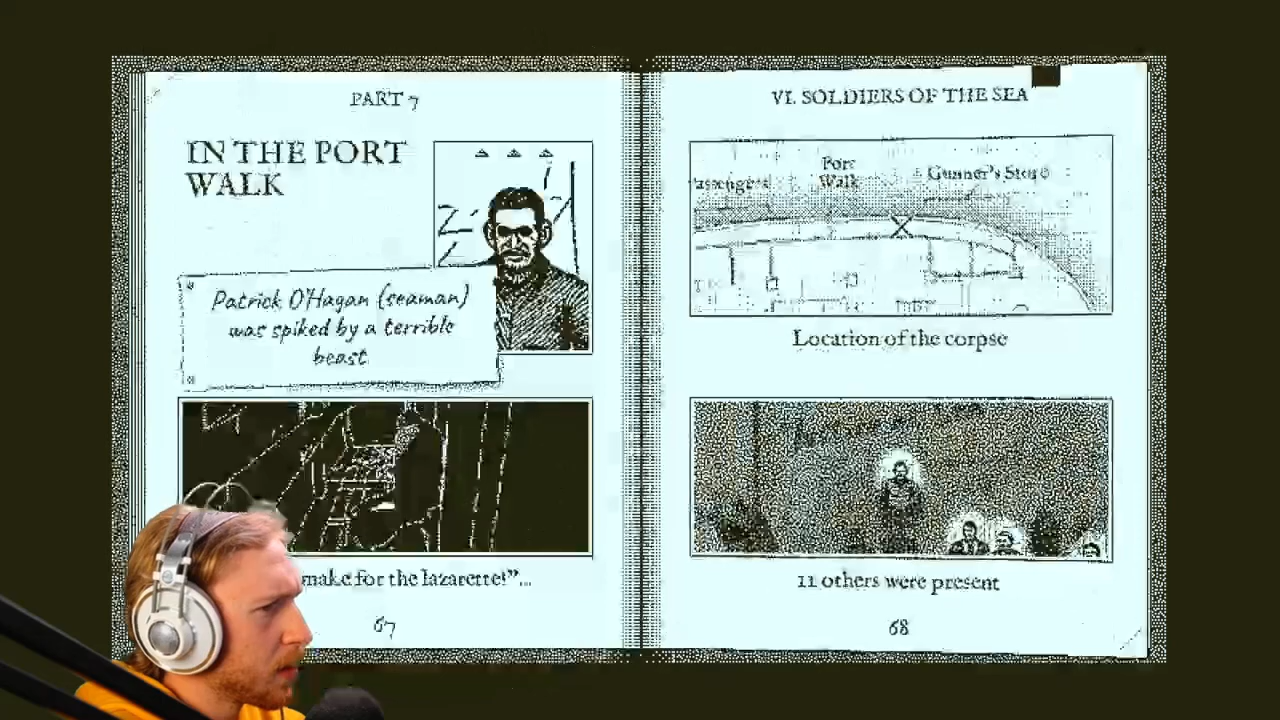 PART 7
IN THE PORT
WALK
Patrick O'Hagan (seaman)
was spiked by a terrible
beast.
make for the lazarette!"...
67
VI. SOLDIERS OF THE SEA
Port
Walk
Gunner's Store
Location of the corpse
11 others were present
68